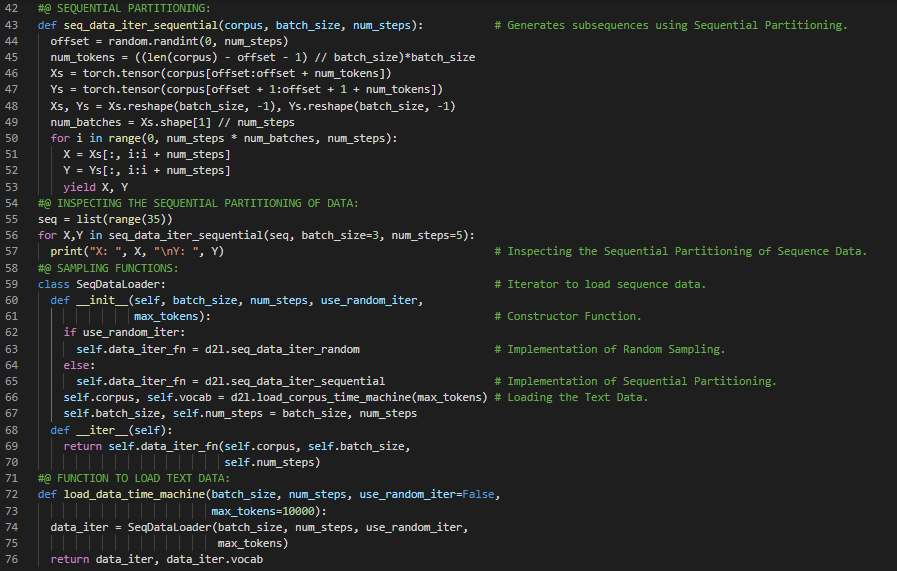 42 #@ SEQUENTIAL PARTITIONING:
43 def seq_data_iter_sequential(corpus, batch_size, num_steps): # Generates subsequences using Sequential Partitioning.
44 offset = random.randint(0, num_steps)
45 num_tokens = ((len(corpus) - offset - 1) // batch_size)*batch_size
46 Xs = torch.tensor(corpus[offset:offset + num_tokens])
47 Ys = torch.tensor(corpus[offset + 1:offset + 1 + num_tokens])
48 Xs, Ys = Xs.reshape(batch_size, -1), Ys.reshape(batch_size, -1)
49 num_batches = Xs.shape[1] // num_steps
50 for i in range(0, num_steps * num_batches, num_steps):
51 X = Xs[:, i:i + num_steps]
52 Y = Ys[:, i:i + num_steps]
53 yield X, Y
54 #@ INSPECTING THE SEQUENTIAL PARTITIONING OF DATA:
55 seq = list(range(35))
56 for X,Y in seq_data_iter_sequential(seq, batch_size=3, num_steps=5):
57 print("X: ", X, "\nY: ", Y) # Inspecting the Sequential Partitioning of Sequence Data.
58 #@ SAMPLING FUNCTIONS:
59 class SeqDataLoader: # Iterator to load sequence data.
60 def __init__(self, batch_size, num_steps, use_random_iter,
61 max_tokens): # Constructor Function.
62 if use_random_iter:
63 self.data_iter_fn = d2l.seq_data_iter_random # Implementation of Random Sampling.
64 else:
65 self.data_iter_fn = d2l.seq_data_iter_sequential # Implementation of Sequential Partitioning.
66 self.corpus, self.vocab = d2l.load_corpus_time_machine(max_tokens) # Loading the Text Data.
67 self.batch_size, self.num_steps = batch_size, num_steps
68 def __iter__(self):
69 return self.data_iter_fn(self.corpus, self.batch_size,
70 self.num_steps)
71 #@ FUNCTION TO LOAD TEXT DATA:
72 def load_data_time_machine(batch_size, num_steps, use_random_iter=False,
73 max_tokens=10000):
74 data_iter = SeqDataLoader(batch_size, num_steps, use_random_iter,
75 max_tokens)
76 return data_iter, data_iter.vocab